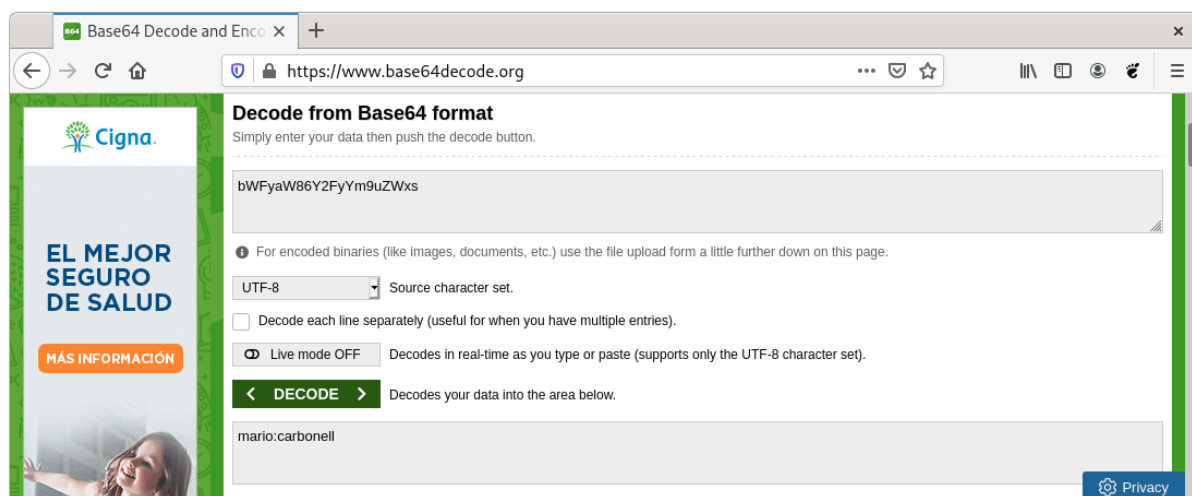 B64 Base64 Decode and Enco
https://www.base64decode.org
Cigna.
EL MEJOR
SEGURO
DE SALUD
MÁS INFORMACIÓN
Decode from Base64 format
Simply enter your data then push the decode button.
bWFyaW86Y2FyYm9uZWxs
For encoded binaries (like images, documents, etc.) use the file upload form a little further down on this page.
UTF-8 Source character set.
Decode each line separately (useful for when you have multiple entries).
Live mode OFF Decodes in real-time as you type or paste (supports only the UTF-8 character set).
< DECODE > Decodes your data into the area below.
mario:carbonell
Privacy